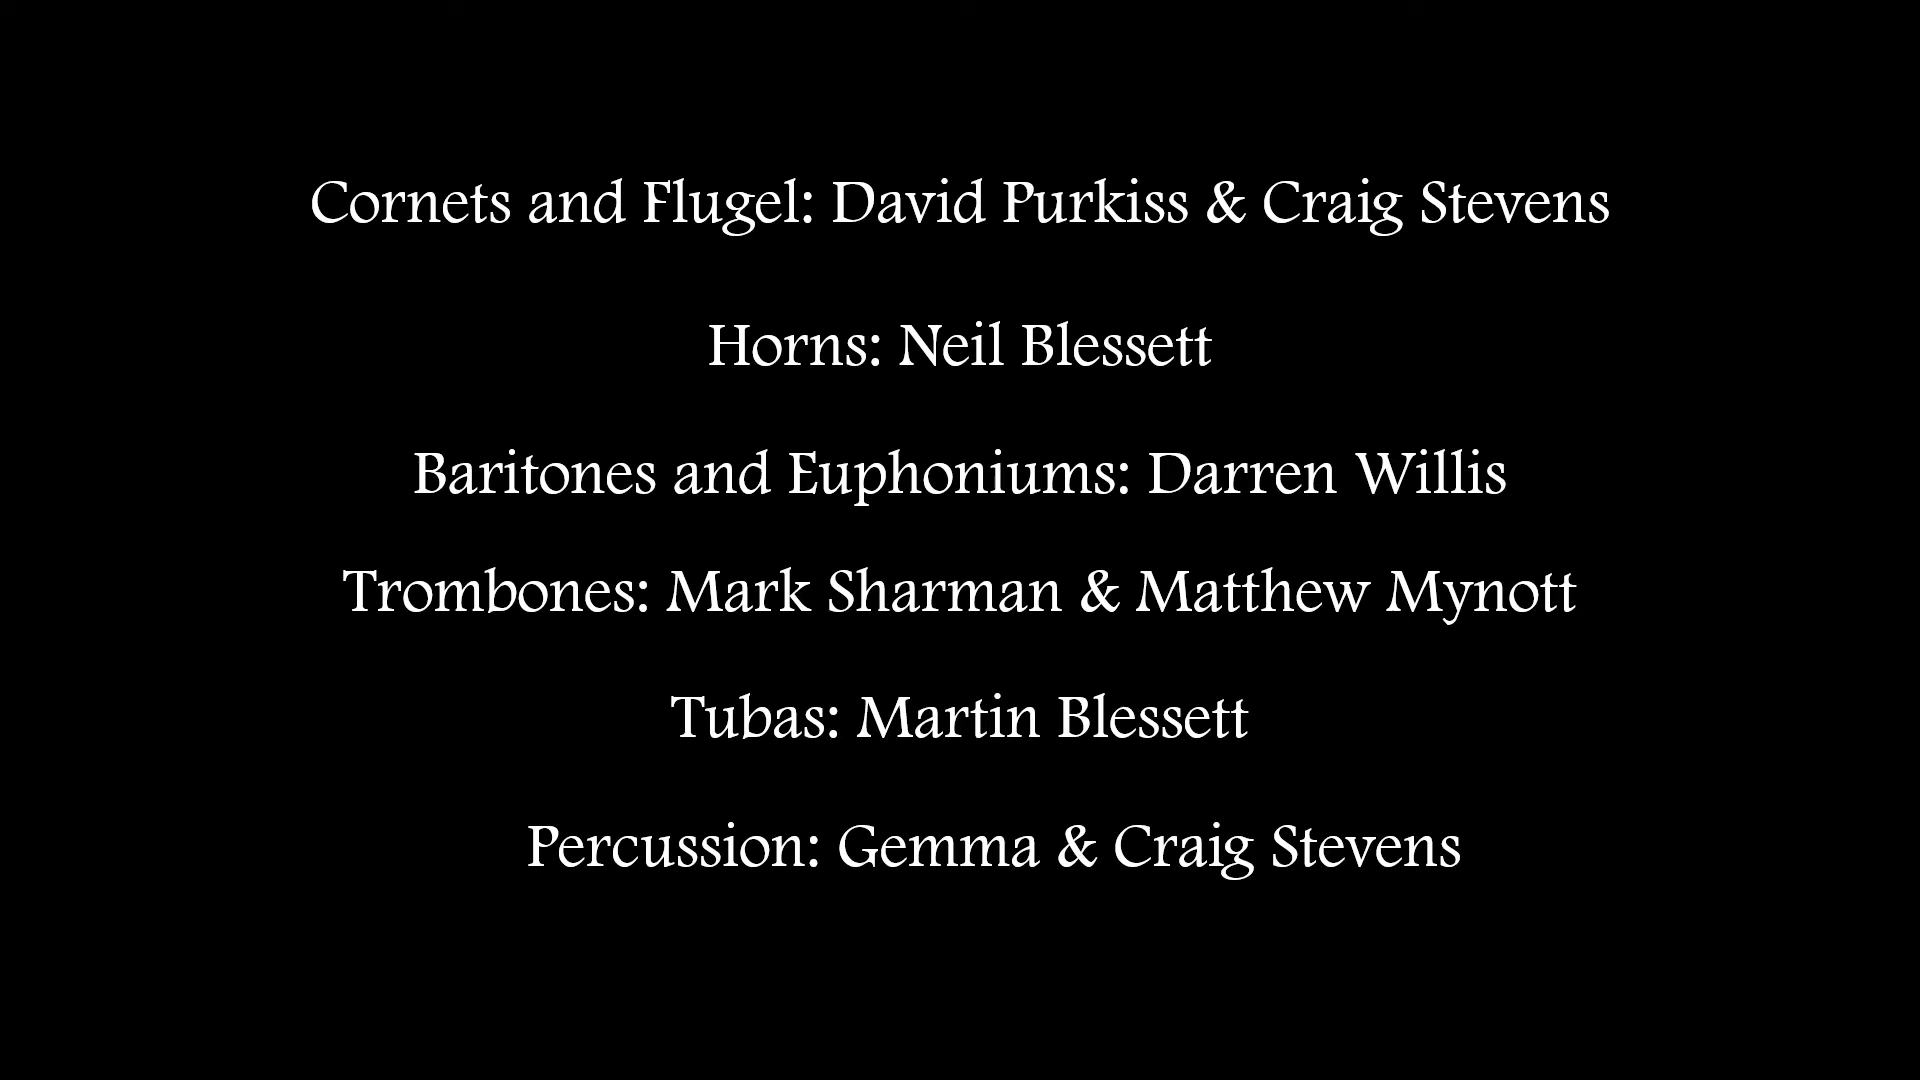 Cornets and Flugel: David Purkiss & Craig Stevens
Horns: Neil Blessett
Baritones and Euphoniums: Darren Willis
Trombones: Mark Sharman & Matthew Mynott
Tubas: Martin Blessett
Percussion: Gemma & Craig Stevens